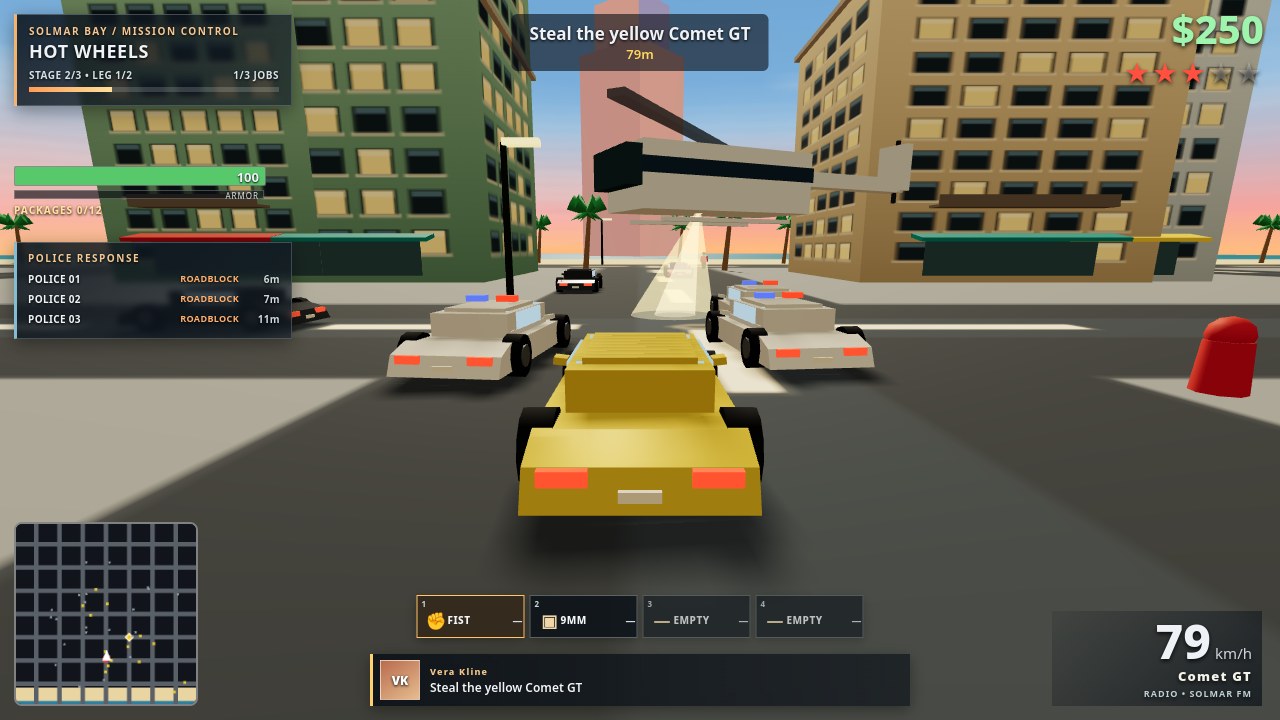 SOLMAR BAY / MISSION CONTROL
HOT WHEELS
STAGE 2/3 • LEG 1/2 1/3 JOBS
Steal the yellow Comet GT
79m
$250
100
ARMOR
PACKAGES 0/12
POLICE RESPONSE
POLICE 01 ROADBLOCK 6m
POLICE 02 ROADBLOCK 7m
POLICE 03 ROADBLOCK 11m
1 FIST —
2 9MM —
3 — EMPTY —
4 — EMPTY —
VK
Vera Kline
Steal the yellow Comet GT
79 km/h
Comet GT
RADIO • SOLMAR FM